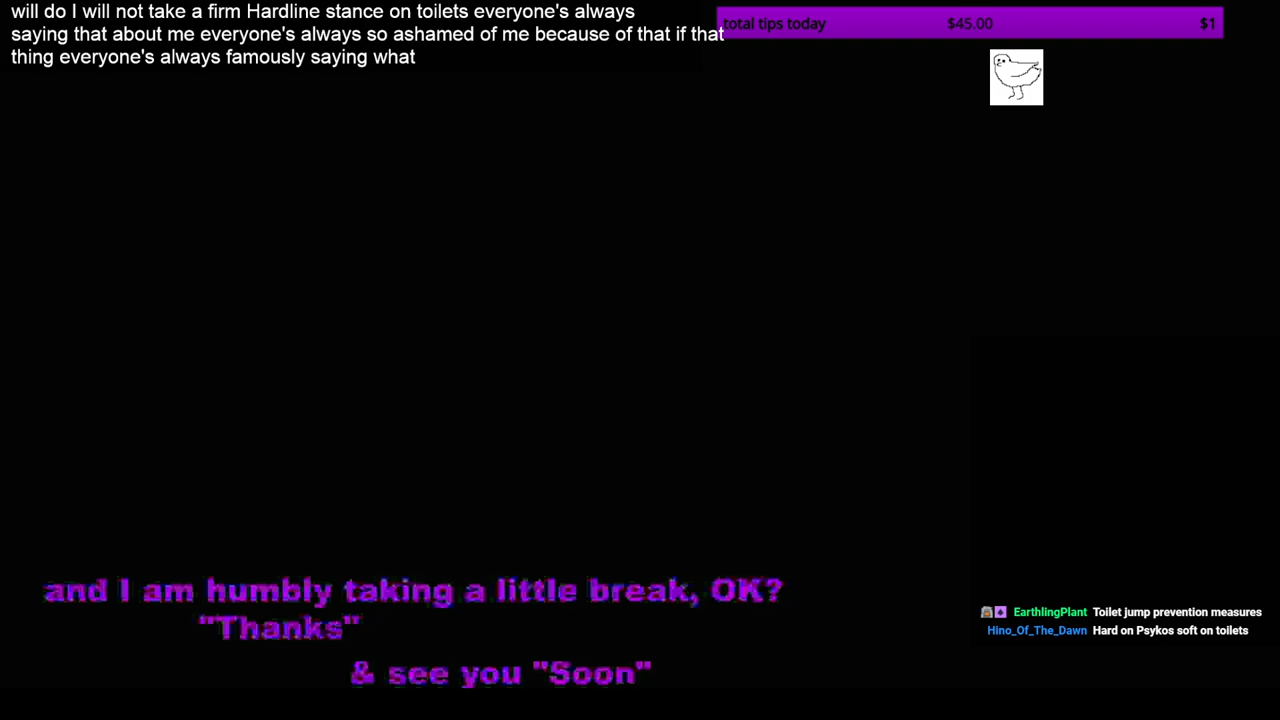 will do I will not take a firm Hardline stance on toilets everyone's always
saying that about me everyone's always so ashamed of me because of that if that
thing everyone's always famously saying what
total tips today $45.00 $1
and I am humbly taking a little break, OK?
"Thanks"
& see you "Soon"
EarthlingPlant Toilet jump prevention measures
Hino_Of_The_Dawn Hard on Psykos soft on toilets